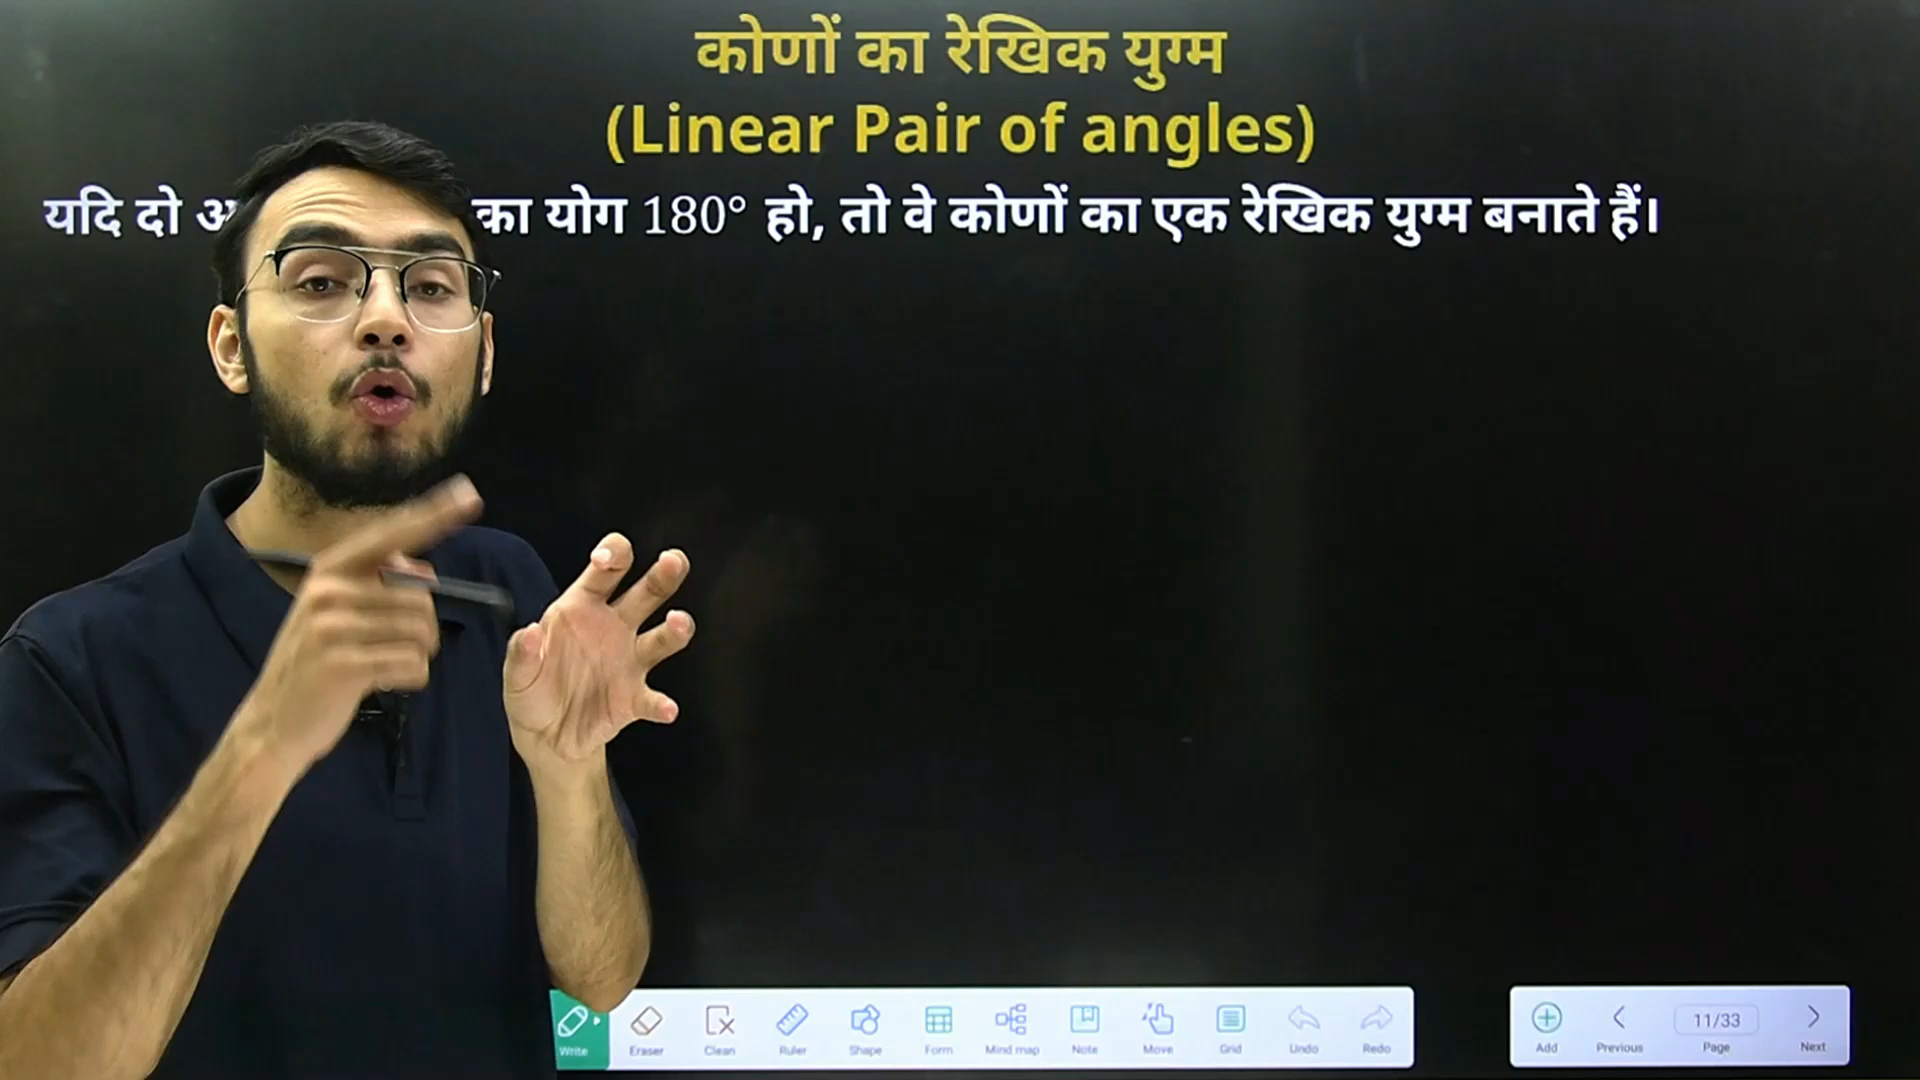 कोणों का रेखिक युग्म
(Linear Pair of angles)
यदि दो का योग 180° हो, तो वे कोणों का एक रेखिक युग्म बनाते हैं।
Write Eraser Clean Ruler Shape Form Mind map Note Move Grid Undo Redo
11/33
Add Previous Page Next